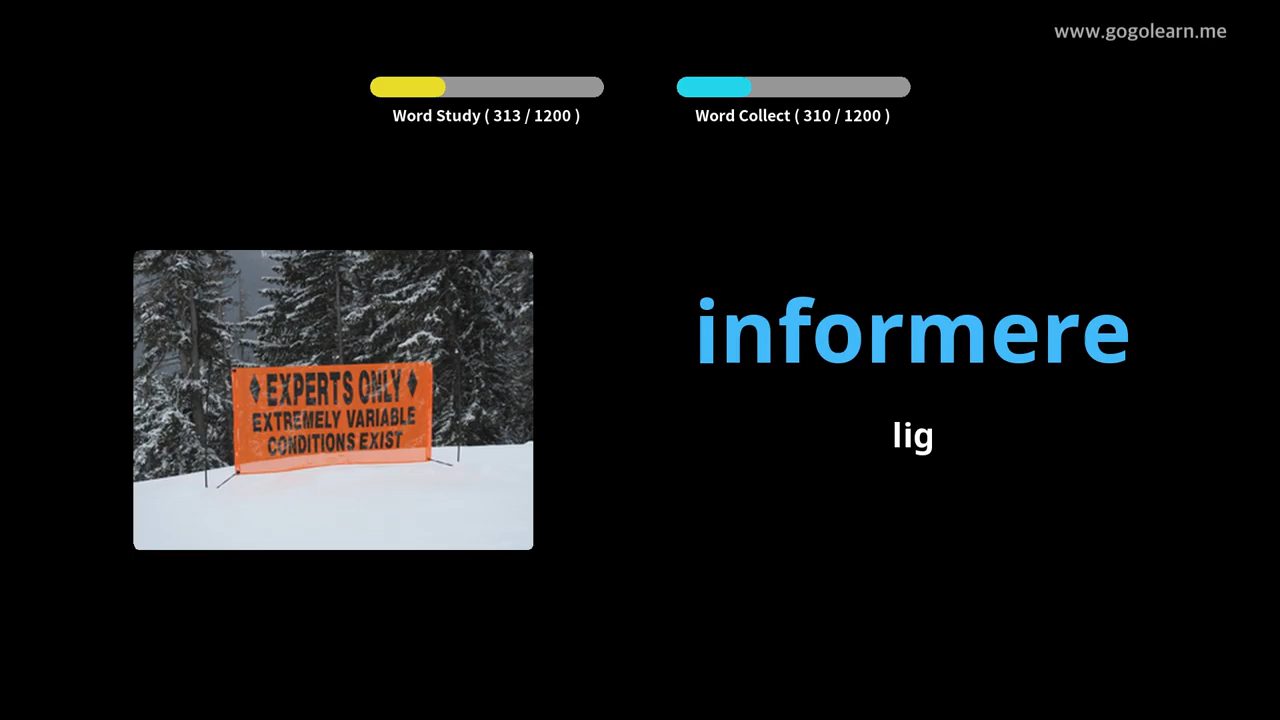 www.gogolearn.me
Word Study ( 313 / 1200 )
Word Collect ( 310 / 1200 )
EXPERTS ONLY
EXTREMELY VARIABLE
CONDITIONS EXIST
informere
lig